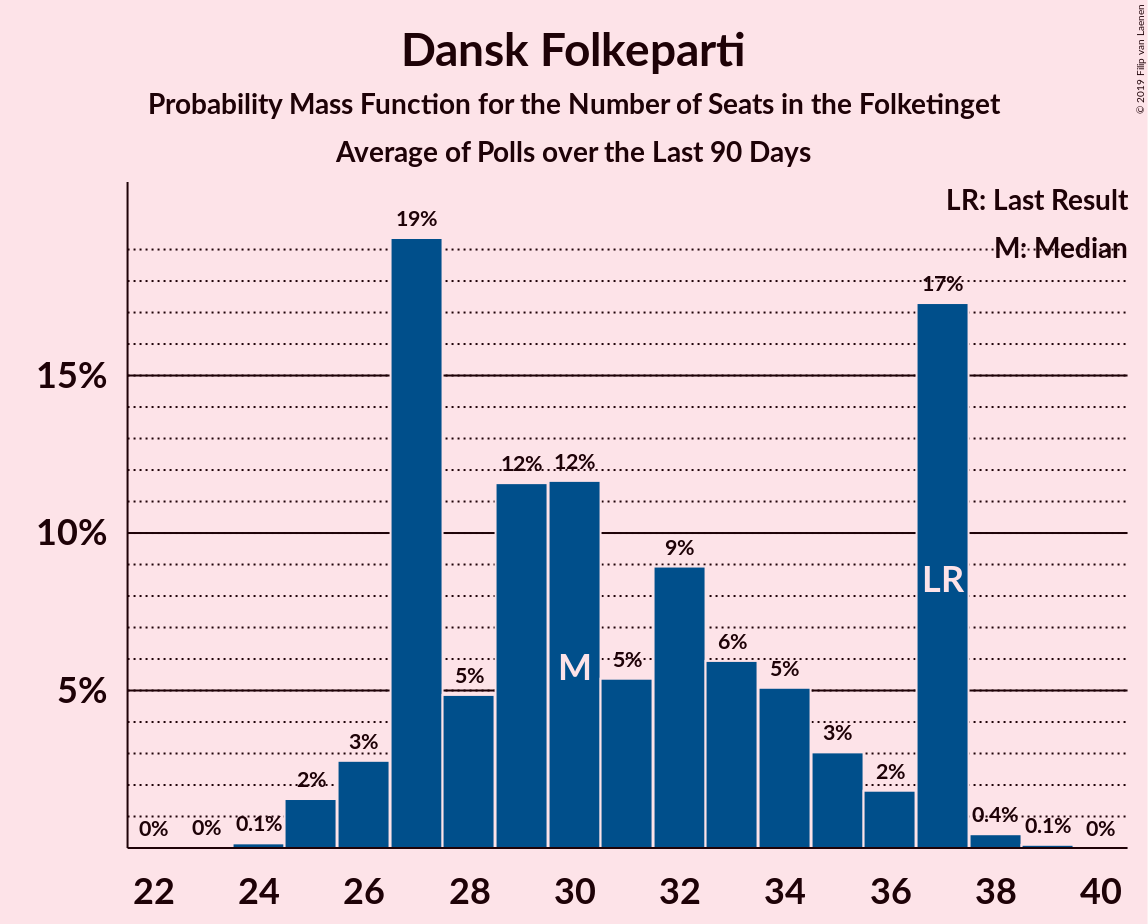 Dansk Folkeparti
Probability Mass Function for the Number of Seats in the Folketinget
Average of Polls over the Last 90 Days
© 2019 Filip van Laenen
LR: Last Result
M: Median
15%
10%
5%
0%
0%
0.1%
2%
3%
19%
5%
12%
12%
5%
9%
6%
5%
3%
2%
17%
0.4%
0.1%
0%
M
LR
22 24 26 28 30 32 34 36 38 40